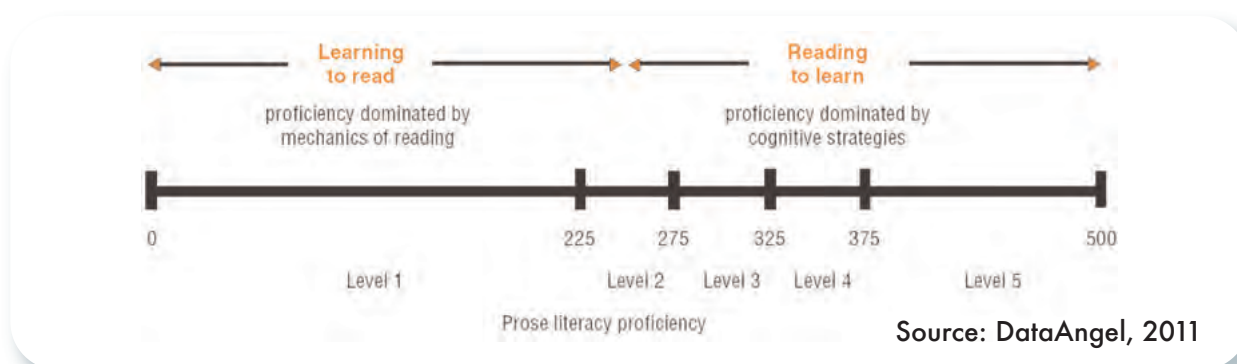 Learning
to read
Reading
to learn
proficiency dominated by
mechanics of reading
proficiency dominated by
cognitive strategies
0 225 275 325 375 500
Level 1 Level 2 Level 3 Level 4 Level 5
Prose literacy proficiency
Source: DataAngel, 2011